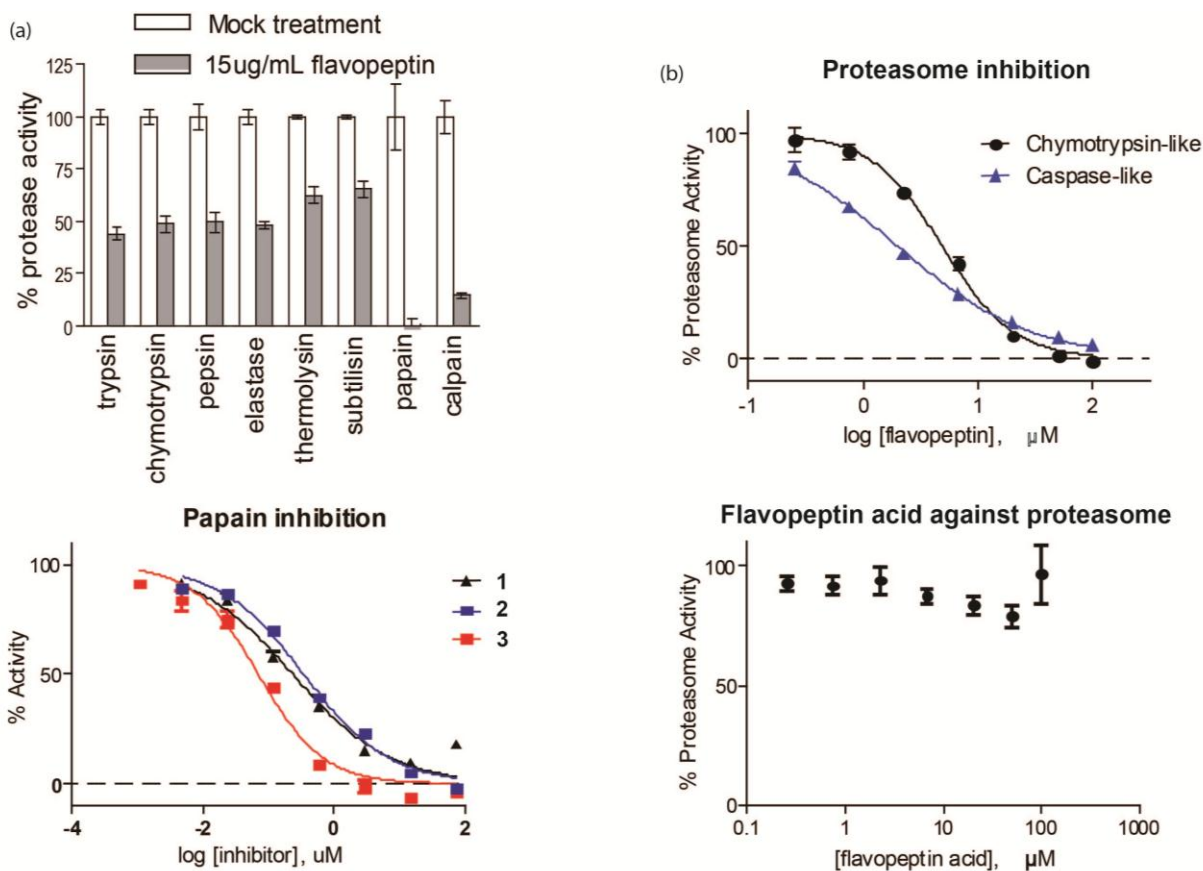 (a)
Mock treatment
15ug/mL flavopeptin
% protease activity
125
100
75
50
25
0
trypsin
chymotrypsin
pepsin
elastase
thermolysin
subtilisin
papain
calpain
(b)
Proteasome inhibition
Chymotrypsin-like
Caspase-like
% Proteasome Activity
100
50
0
-1
0
1
2
log [flavopeptin], μM
Papain inhibition
1
2
3
% Activity
100
50
0
-4
-2
0
2
log [inhibitor], uM
Flavopeptin acid against proteasome
% Proteasome Activity
100
50
0
0.1
1
10
100
1000
[flavopeptin acid], μM